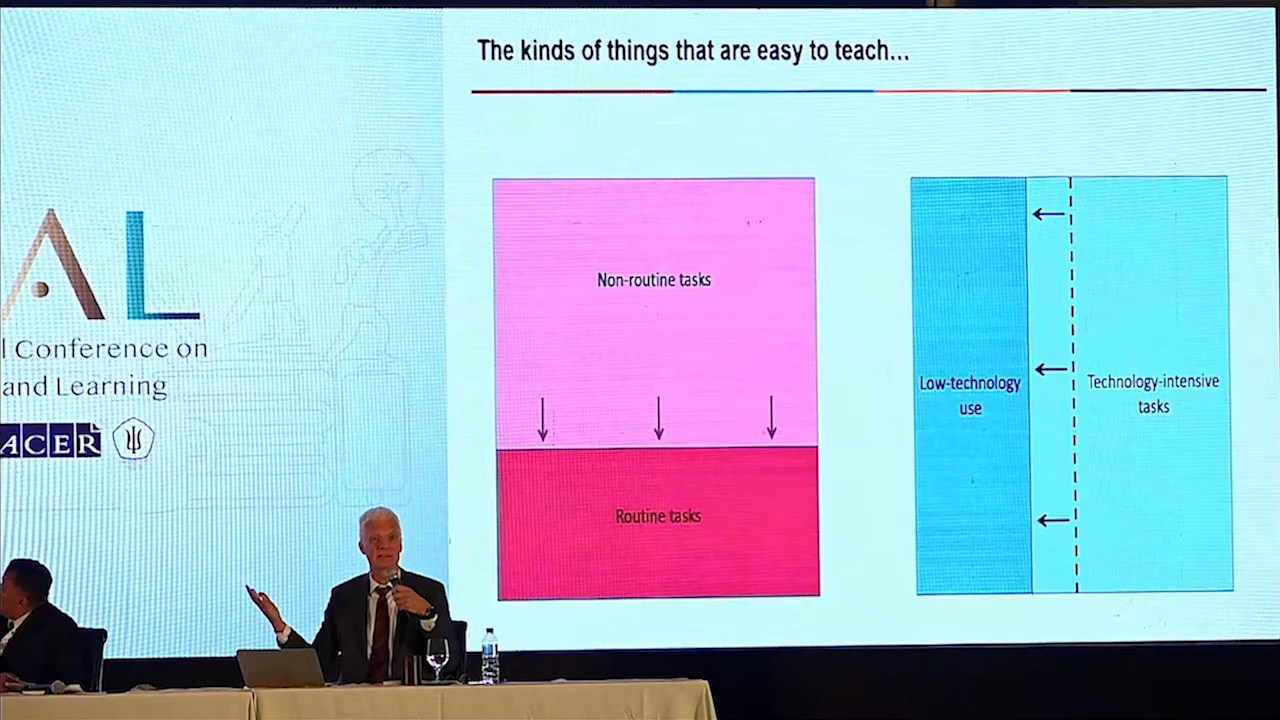 The kinds of things that are easy to teach...
Non-routine tasks
Routine tasks
Low-technology
use
Technology-intensive
tasks
AL
l Conference on
and Learning
ACER